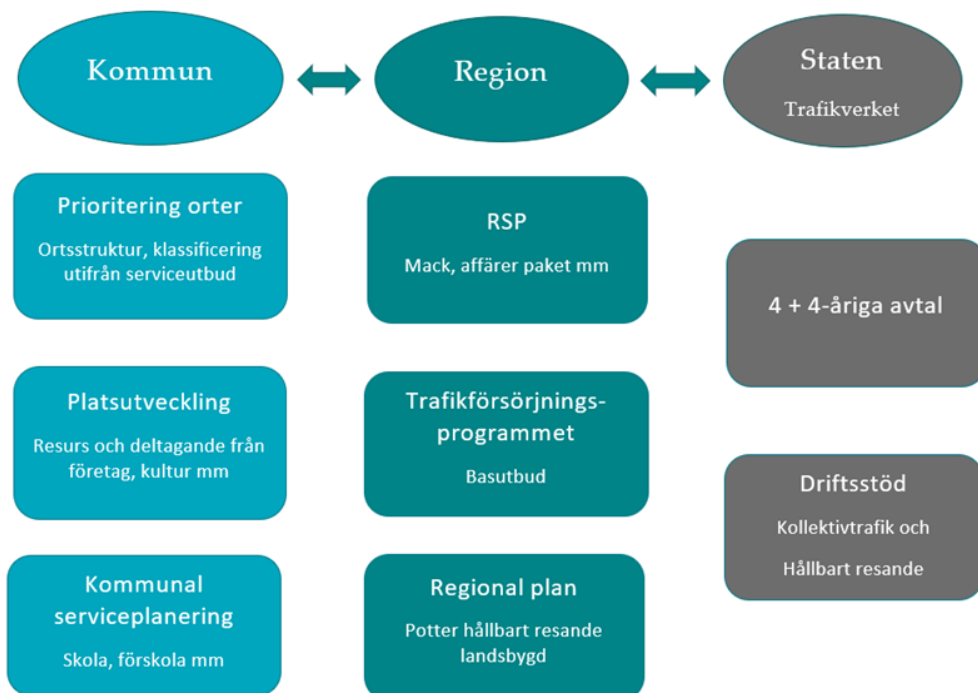 Kommun
Region
Staten
Trafikverket
Prioritering orter
Ortsstruktur, klassificering
utifrån serviceutbud
RSP
Mack, affärer paket mm
4 + 4-åriga avtal
Platsutveckling
Resurs och deltagande från
företag, kultur mm
Trafikförsörjnings-
programmet
Basutbud
Driftsstöd
Kollektivtrafik och
Hållbart resande
Kommunal
serviceplanering
Skola, förskola mm
Regional plan
Potter hållbart resande
landsbygd